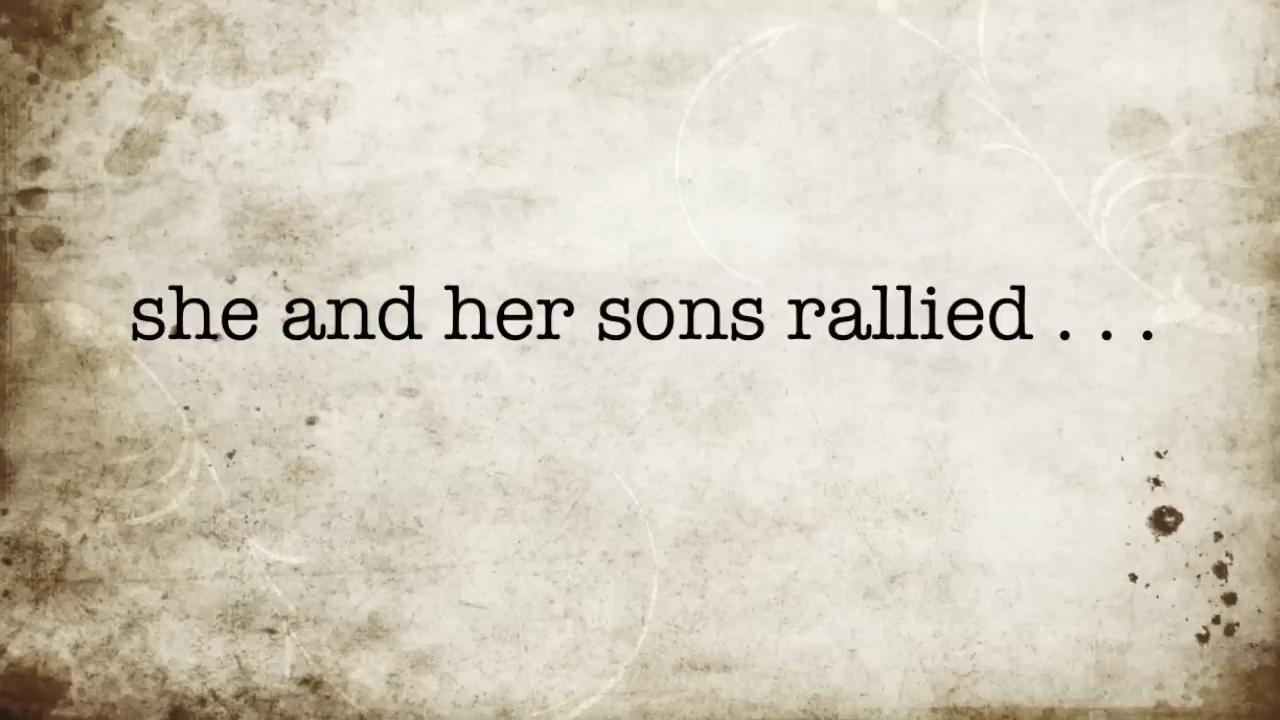 she and her sons rallied . . .